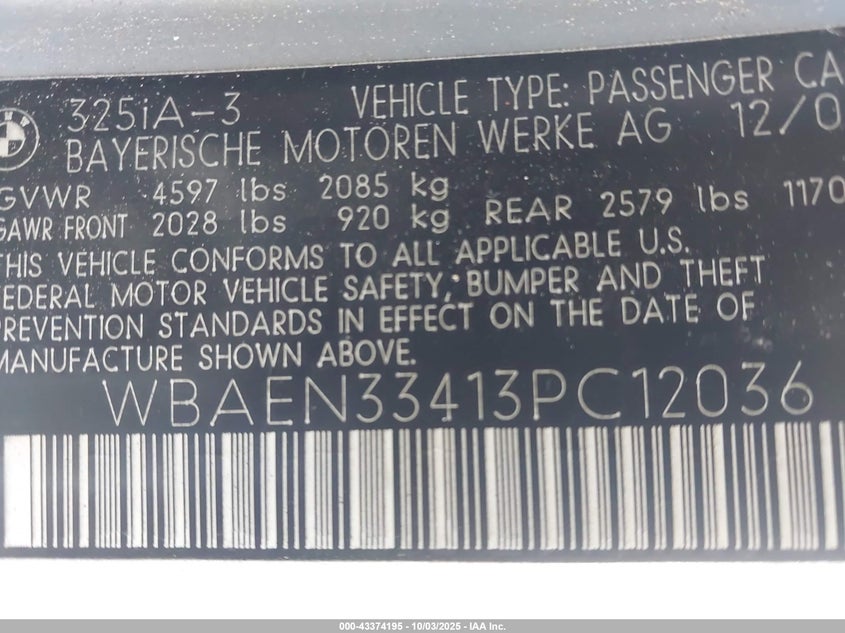 325iA-3 VEHICLE TYPE: PASSENGER CA
BAYERISCHE MOTOREN WERKE AG 12/0
GVWR 4597 lbs 2085 kg
GAWR FRONT 2028 lbs 920 kg REAR 2579 lbs 1170
THIS VEHICLE CONFORMS TO ALL APPLICABLE U.S.
FEDERAL MOTOR VEHICLE SAFETY, BUMPER AND THEFT
PREVENTION STANDARDS IN EFFECT ON THE DATE OF
MANUFACTURE SHOWN ABOVE.
WBAEN33413PC12036
000-43374195 - 10/03/2025 - IAA Inc.